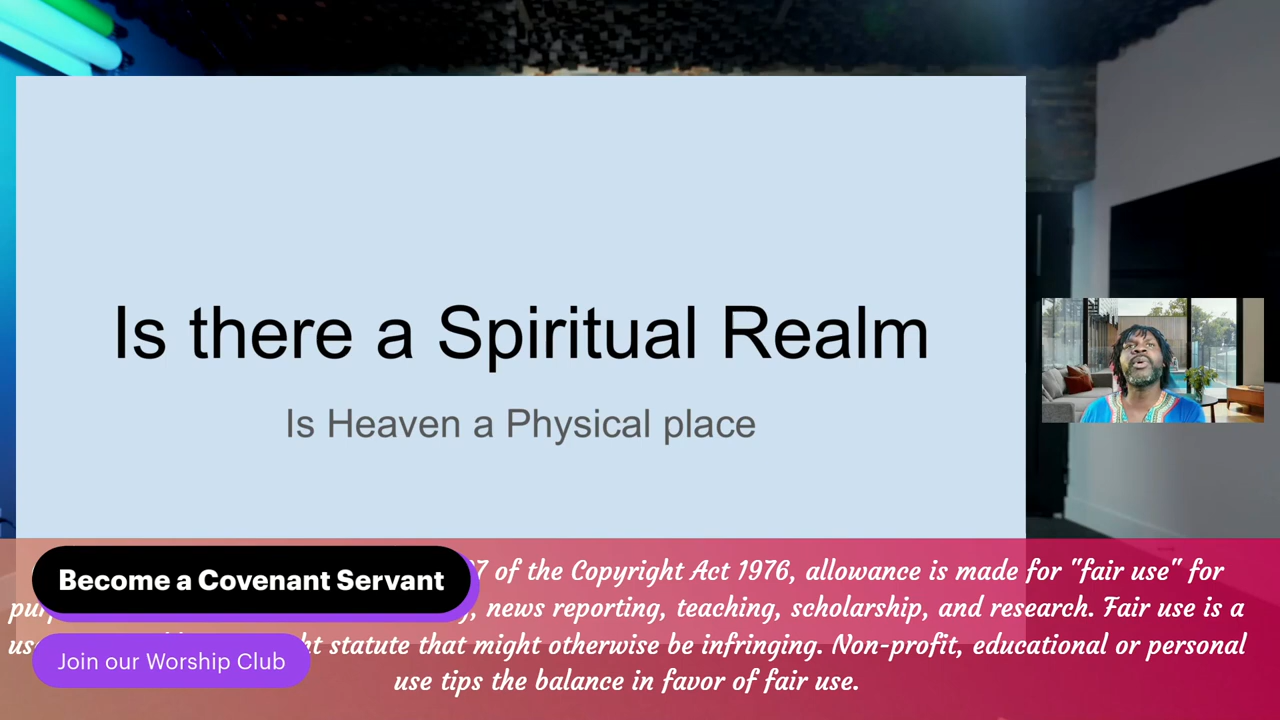 Is there a Spiritual Realm
Is Heaven a Physical place
of the Copyright Act 1976, allowance is made for "fair use" for
Become a Covenant Servant
news reporting, teaching, scholarship, and research. Fair use is a
statute that might otherwise be infringing. Non-profit, educational or personal
Join our Worship Club
use tips the balance in favor of fair use.